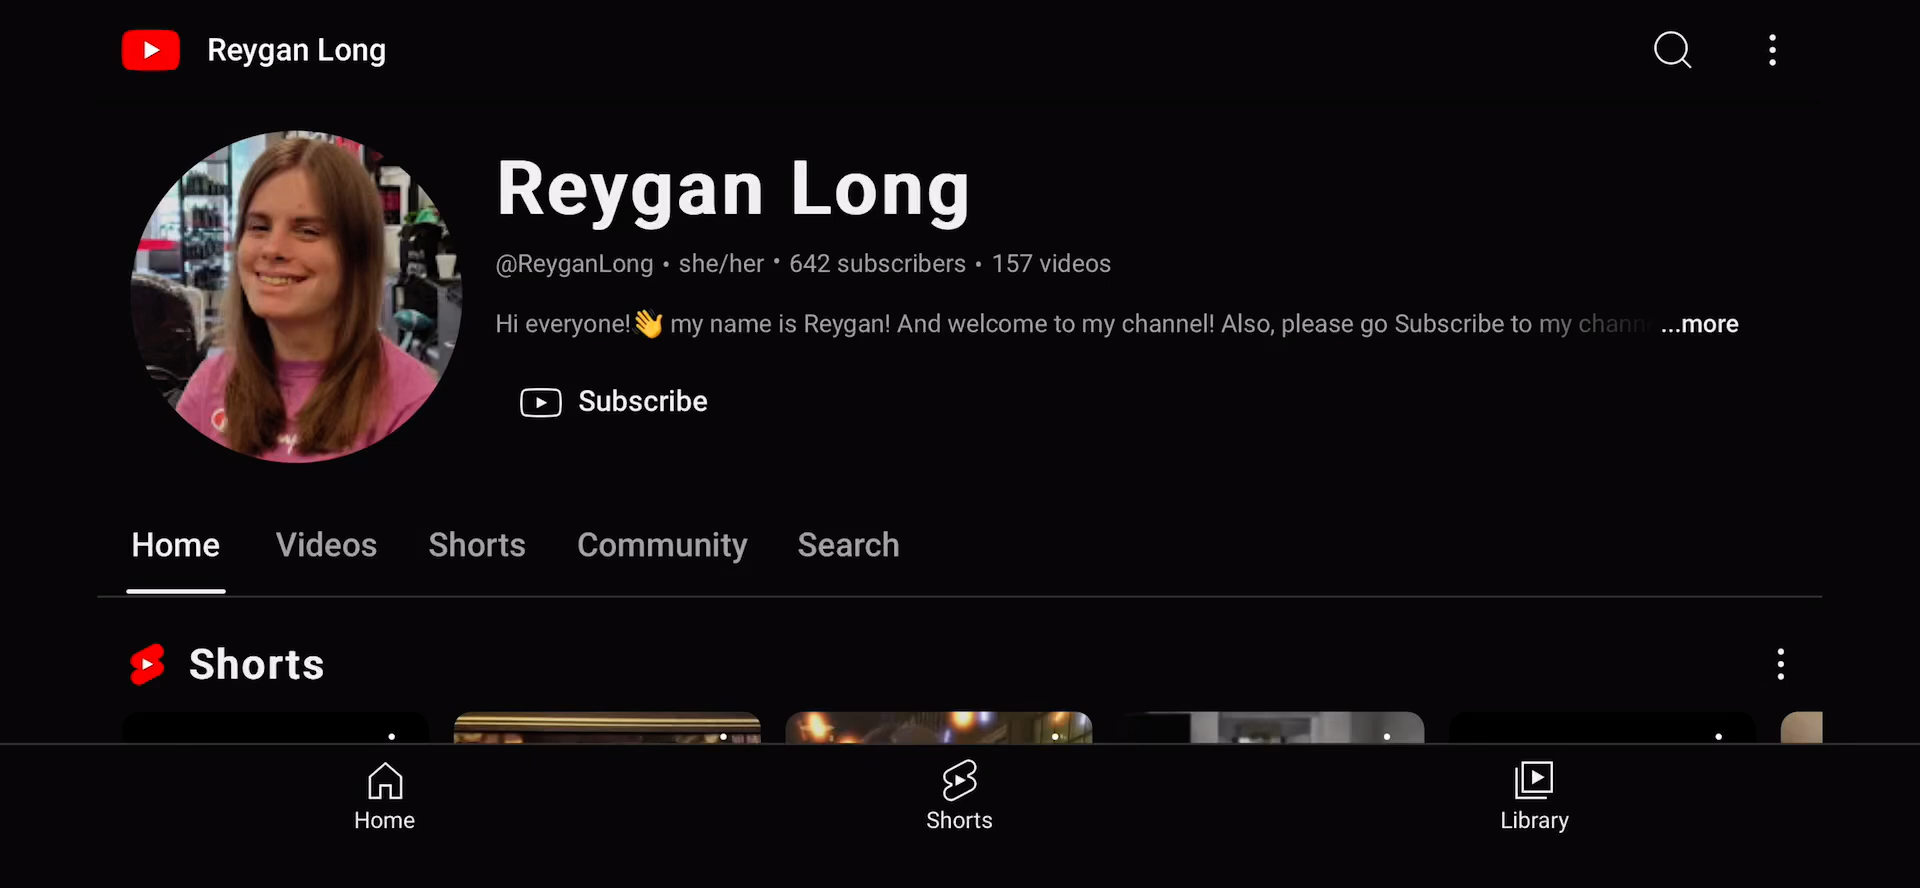 Reygan Long
Reygan Long
@ReyganLong • she/her • 642 subscribers • 157 videos
Hi everyone!👋 my name is Reygan! And welcome to my channel! Also, please go Subscribe to my chann ...more
Subscribe
Home Videos Shorts Community Search
Shorts
Home Shorts Library